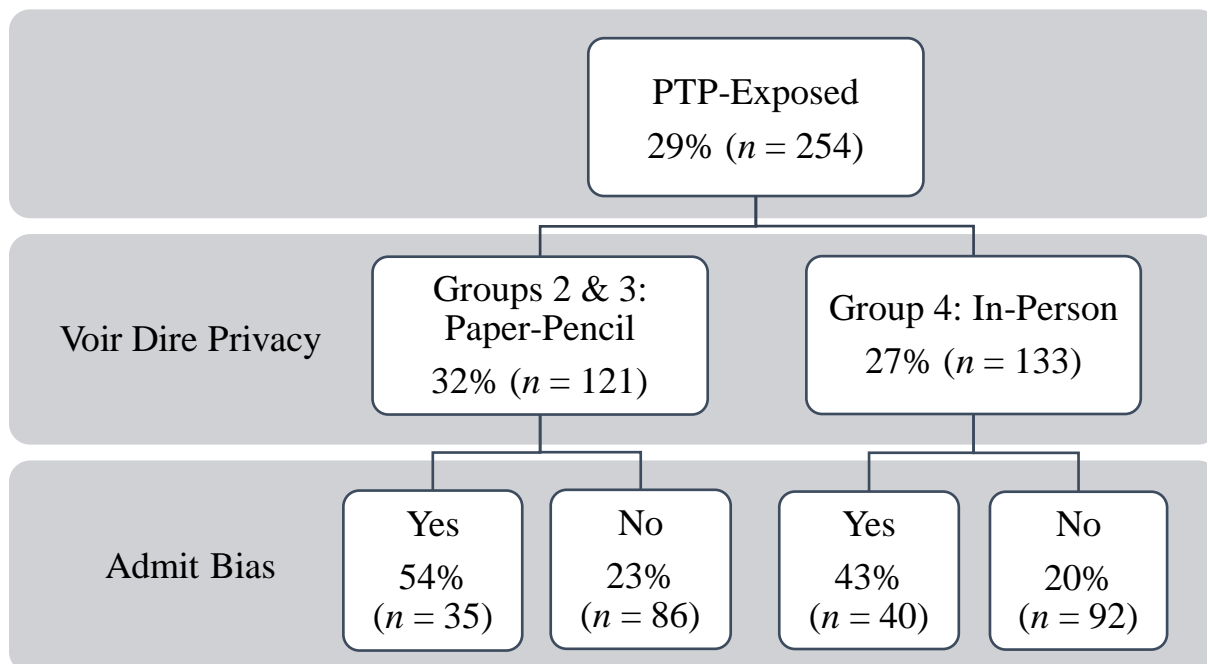 PTP-Exposed
29% (n = 254)
Voir Dire Privacy
Groups 2 & 3:
Paper-Pencil
32% (n = 121)
Group 4: In-Person
27% (n = 133)
Admit Bias
Yes
54%
(n = 35)
No
23%
(n = 86)
Yes
43%
(n = 40)
No
20%
(n = 92)